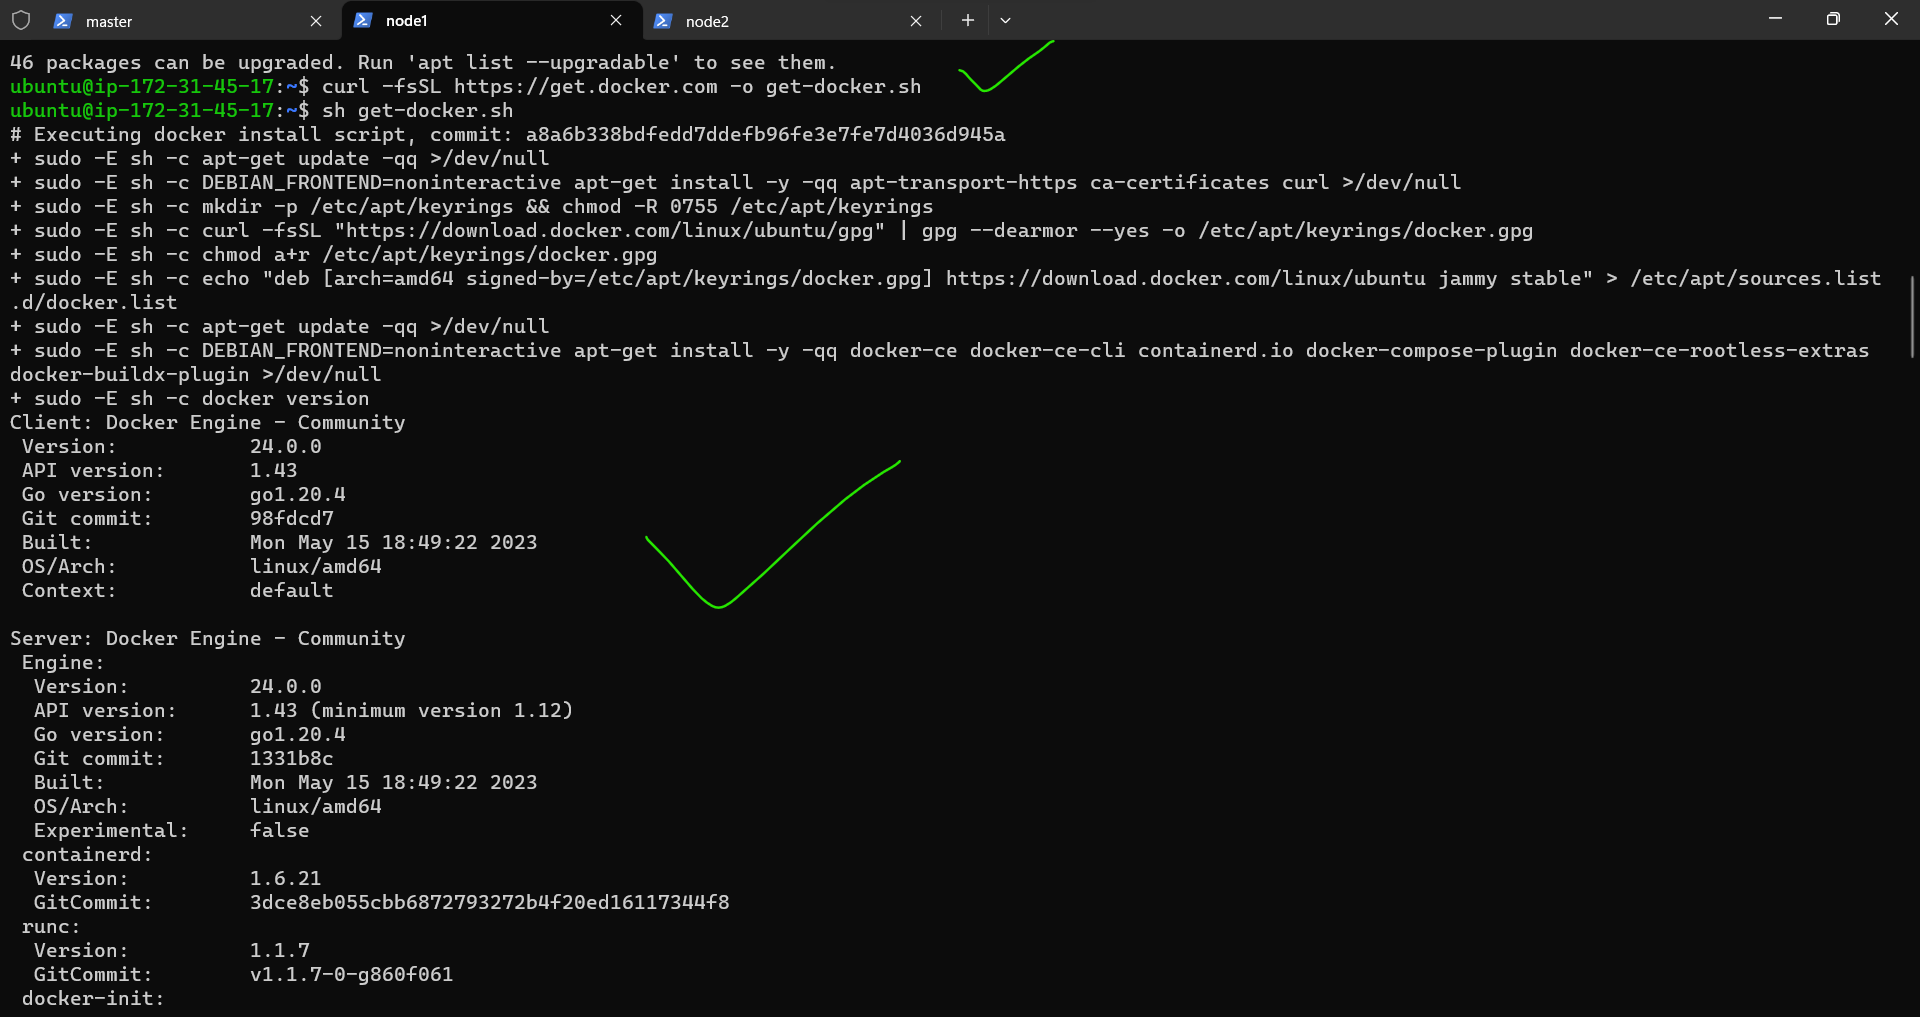 master
node1
node2
46 packages can be upgraded. Run 'apt list --upgradable' to see them.
ubuntu@ip-172-31-45-17:~$ curl -fsSL https://get.docker.com -o get-docker.sh
ubuntu@ip-172-31-45-17:~$ sh get-docker.sh
# Executing docker install script, commit: a8a6b338bdfedd7ddefb96fe3e7fe7d4036d945a
+ sudo -E sh -c apt-get update -qq >/dev/null
+ sudo -E sh -c DEBIAN_FRONTEND=noninteractive apt-get install -y -qq apt-transport-https ca-certificates curl >/dev/null
+ sudo -E sh -c mkdir -p /etc/apt/keyrings && chmod -R 0755 /etc/apt/keyrings
+ sudo -E sh -c curl -fsSL "https://download.docker.com/linux/ubuntu/gpg" | gpg --dearmor --yes -o /etc/apt/keyrings/docker.gpg
+ sudo -E sh -c chmod a+r /etc/apt/keyrings/docker.gpg
+ sudo -E sh -c echo "deb [arch=amd64 signed-by=/etc/apt/keyrings/docker.gpg] https://download.docker.com/linux/ubuntu jammy stable" > /etc/apt/sources.list
.d/docker.list
+ sudo -E sh -c apt-get update -qq >/dev/null
+ sudo -E sh -c DEBIAN_FRONTEND=noninteractive apt-get install -y -qq docker-ce docker-ce-cli containerd.io docker-compose-plugin docker-ce-rootless-extras
docker-buildx-plugin >/dev/null
+ sudo -E sh -c docker version
Client: Docker Engine - Community
Version: 24.0.0
API version: 1.43
Go version: go1.20.4
Git commit: 98fdcd7
Built: Mon May 15 18:49:22 2023
OS/Arch: linux/amd64
Context: default
Server: Docker Engine - Community
Engine:
Version: 24.0.0
API version: 1.43 (minimum version 1.12)
Go version: go1.20.4
Git commit: 1331b8c
Built: Mon May 15 18:49:22 2023
OS/Arch: linux/amd64
Experimental: false
containerd:
Version: 1.6.21
GitCommit: 3dce8eb055cbb6872793272b4f20ed16117344f8
runc:
Version: 1.1.7
GitCommit: v1.1.7-0-g860f061
docker-init: